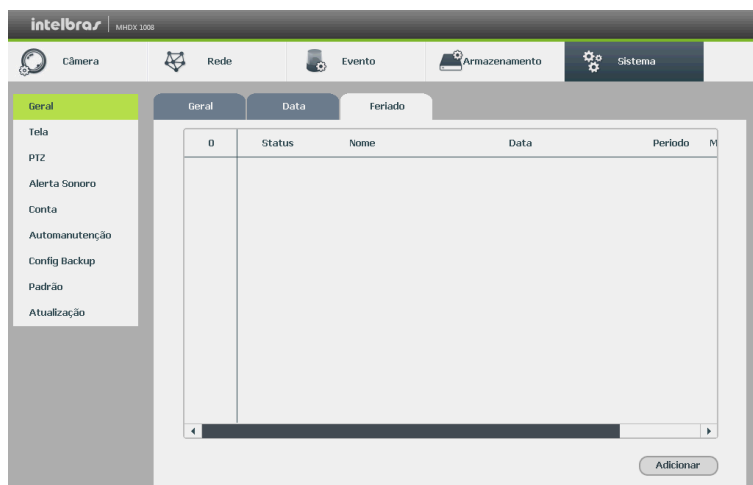 intelbras | MHDX 1008
Câmera Rede Evento Armazenamento Sistema
Geral
Tela
PTZ
Alerta Sonoro
Conta
Automanutenção
Config Backup
Padrão
Atualização
Geral Data Feriado
0 Status Nome Data Periodo M
Adicionar